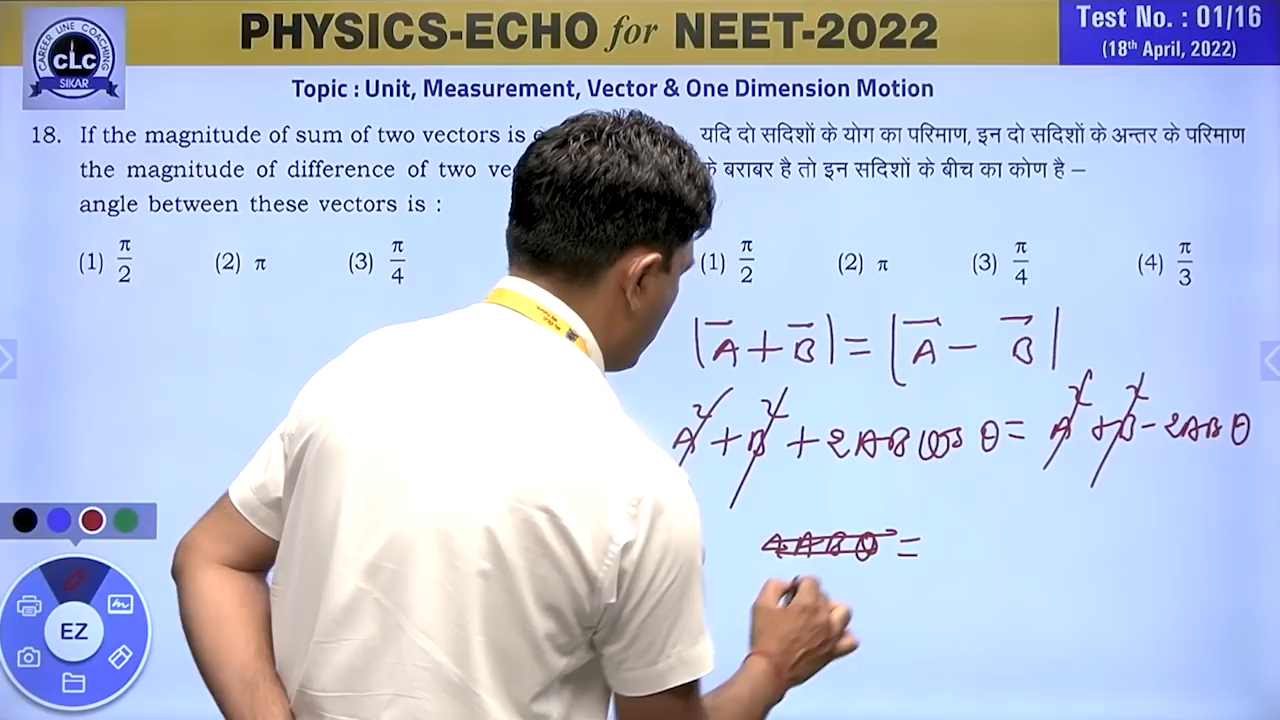 CAREER LINE COACHING
CLC
SIKAR
PHYSICS-ECHO for NEET-2022
Test No. : 01/16
(18th April, 2022)
Topic : Unit, Measurement, Vector & One Dimension Motion
18. If the magnitude of sum of two vectors is
the magnitude of difference of two
angle between these vectors is :
(1) π/2 (2) π (3) π/4
यदि दो सदिशों के योग का परिमाण, इन दो सदिशों के अन्तर के परिमाण
के बराबर है तो इन सदिशों के बीच का कोण है –
(1) π/2 (2) π (3) π/4 (4) π/3
|A̅ + B̅| = |A̅ − B̅|
A² + B² + 2AB cos θ = A² + B² − 2AB θ
4ABθ =
EZ